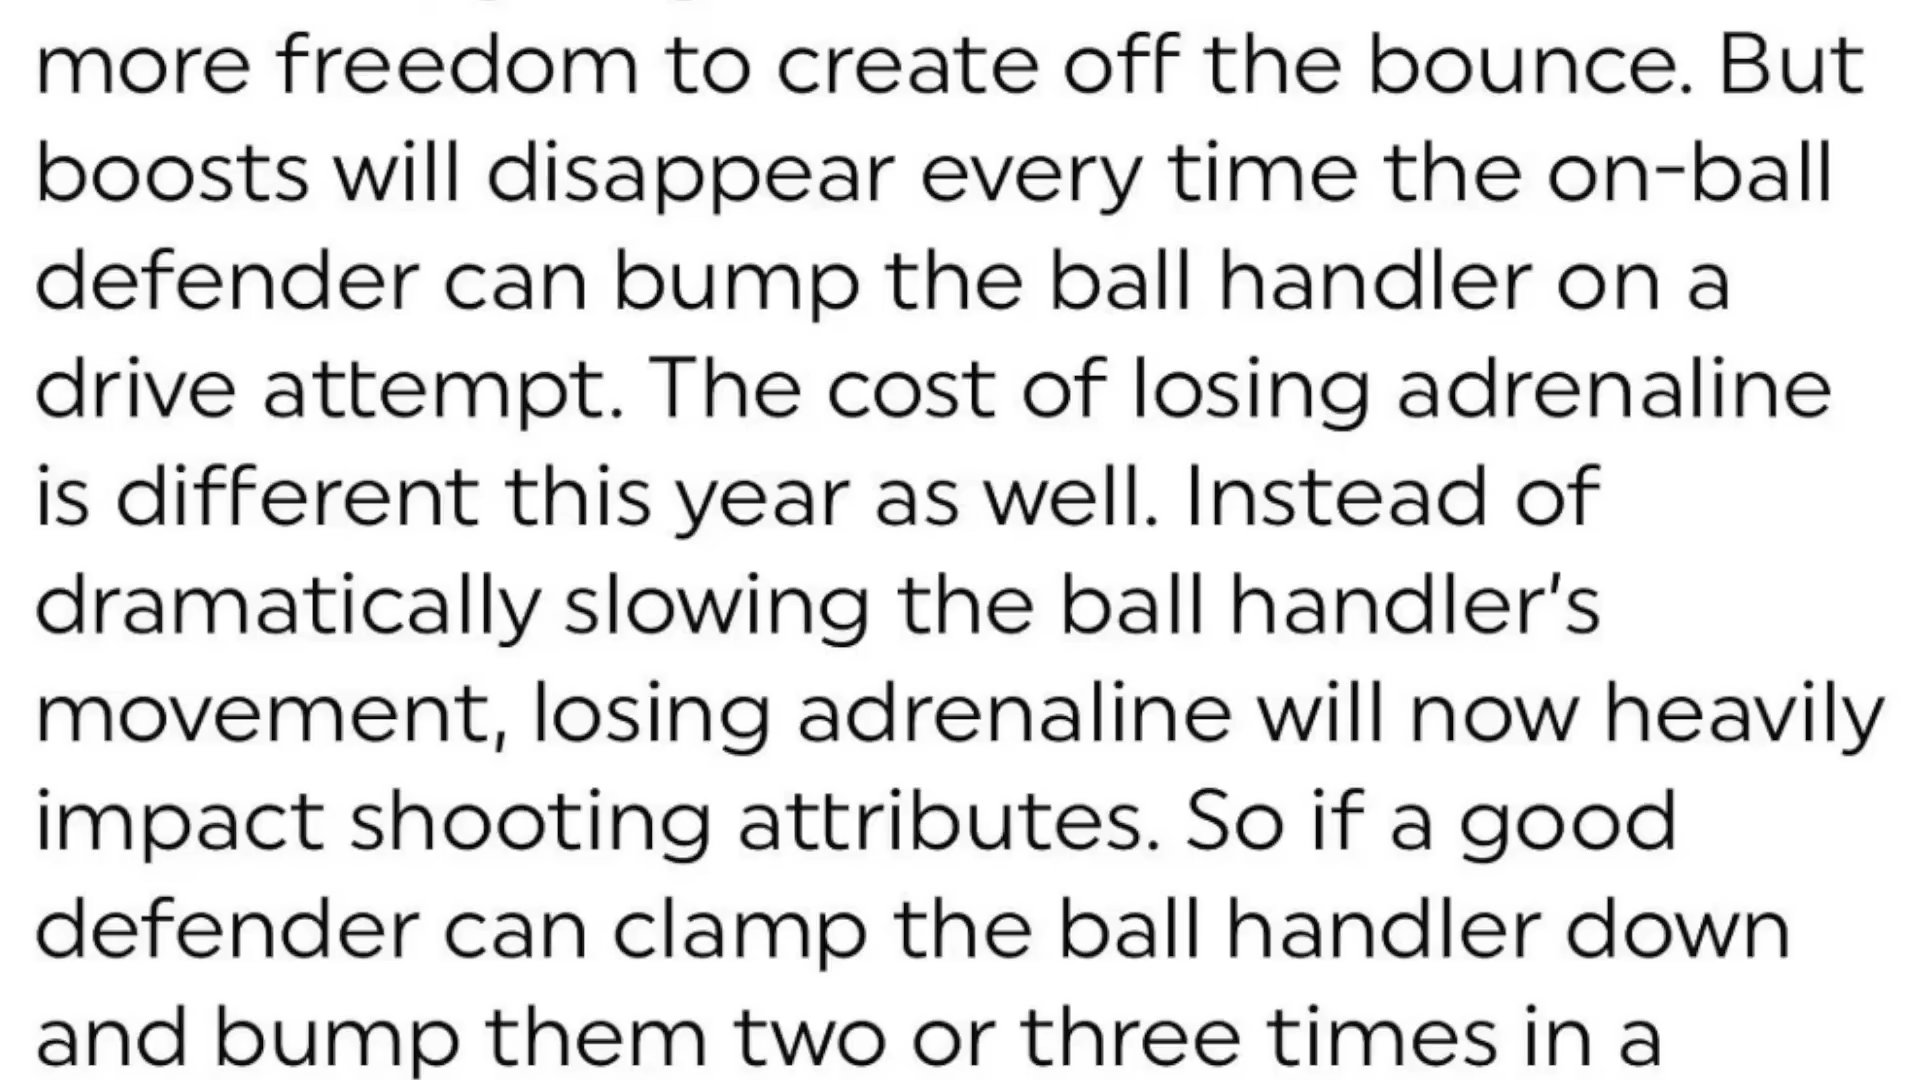 more freedom to create off the bounce. But
boosts will disappear every time the on-ball
defender can bump the ball handler on a
drive attempt. The cost of losing adrenaline
is different this year as well. Instead of
dramatically slowing the ball handler’s
movement, losing adrenaline will now heavily
impact shooting attributes. So if a good
defender can clamp the ball handler down
and bump them two or three times in a